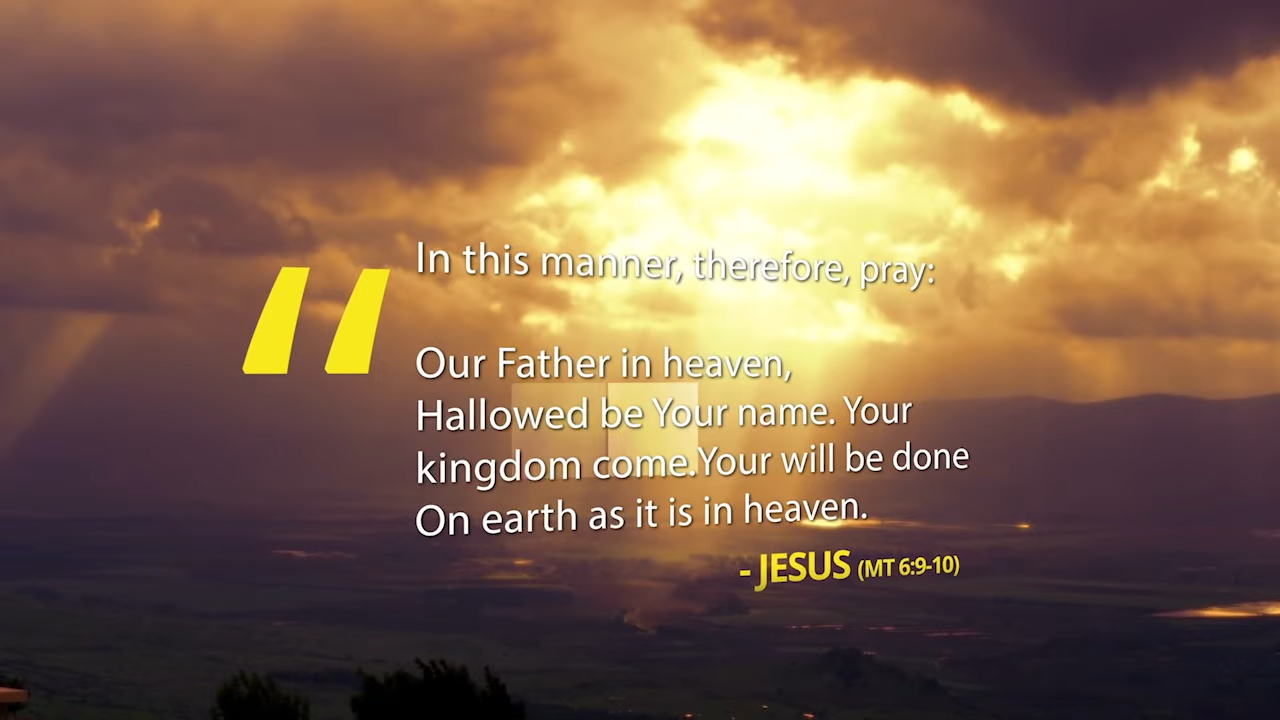 “
In this manner, therefore, pray:
Our Father in heaven,
Hallowed be Your name. Your
kingdom come.Your will be done
On earth as it is in heaven.
- JESUS (MT 6:9-10)